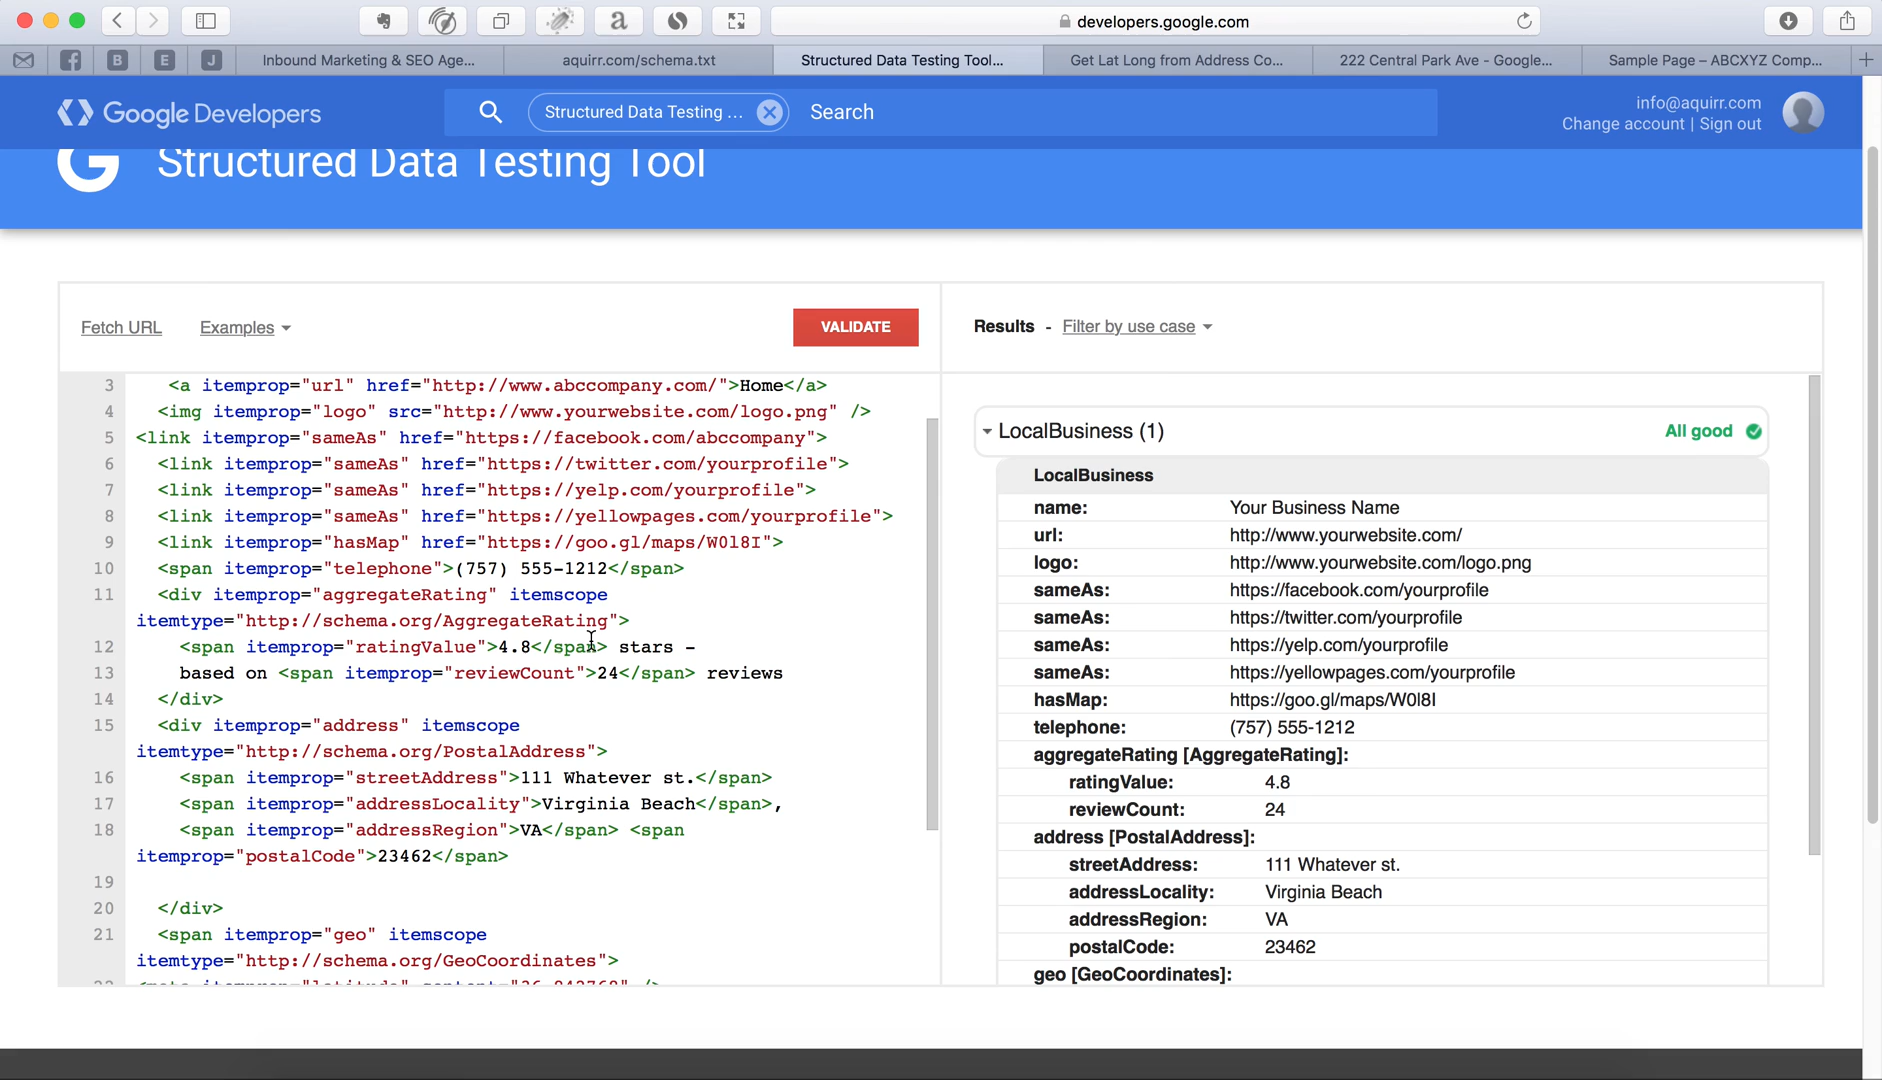 developers.google.com
B
E
J
Inbound Marketing & SEO Age...
aquirr.com/schema.txt
Structured Data Testing Tool...
Get Lat Long from Address Co...
222 Central Park Ave - Google...
Sample Page – ABCXYZ Comp...
Google Developers
Structured Data Testing ...
Search
info@aquirr.com
Change account | Sign out
Structured Data Testing Tool
Fetch URL
Examples
VALIDATE
3 <a itemprop="url" href="http://www.abccompany.com/">Home</a>
4 <img itemprop="logo" src="http://www.yourwebsite.com/logo.png" />
5 <link itemprop="sameAs" href="https://facebook.com/abccompany">
6 <link itemprop="sameAs" href="https://twitter.com/yourprofile">
7 <link itemprop="sameAs" href="https://yelp.com/yourprofile">
8 <link itemprop="sameAs" href="https://yellowpages.com/yourprofile">
9 <link itemprop="hasMap" href="https://goo.gl/maps/W0l8I">
10 <span itemprop="telephone">(757) 555-1212</span>
11 <div itemprop="aggregateRating" itemscope
itemtype="http://schema.org/AggregateRating">
12 <span itemprop="ratingValue">4.8</span> stars -
13 based on <span itemprop="reviewCount">24</span> reviews
14 </div>
15 <div itemprop="address" itemscope
itemtype="http://schema.org/PostalAddress">
16 <span itemprop="streetAddress">111 Whatever st.</span>
17 <span itemprop="addressLocality">Virginia Beach</span>,
18 <span itemprop="addressRegion">VA</span> <span
itemprop="postalCode">23462</span>
19
20 </div>
21 <span itemprop="geo" itemscope
itemtype="http://schema.org/GeoCoordinates">
Results - Filter by use case
LocalBusiness (1)
All good
LocalBusiness
name: Your Business Name
url: http://www.yourwebsite.com/
logo: http://www.yourwebsite.com/logo.png
sameAs: https://facebook.com/yourprofile
sameAs: https://twitter.com/yourprofile
sameAs: https://yelp.com/yourprofile
sameAs: https://yellowpages.com/yourprofile
hasMap: https://goo.gl/maps/W0l8I
telephone: (757) 555-1212
aggregateRating [AggregateRating]:
ratingValue: 4.8
reviewCount: 24
address [PostalAddress]:
streetAddress: 111 Whatever st.
addressLocality: Virginia Beach
addressRegion: VA
postalCode: 23462
geo [GeoCoordinates]: